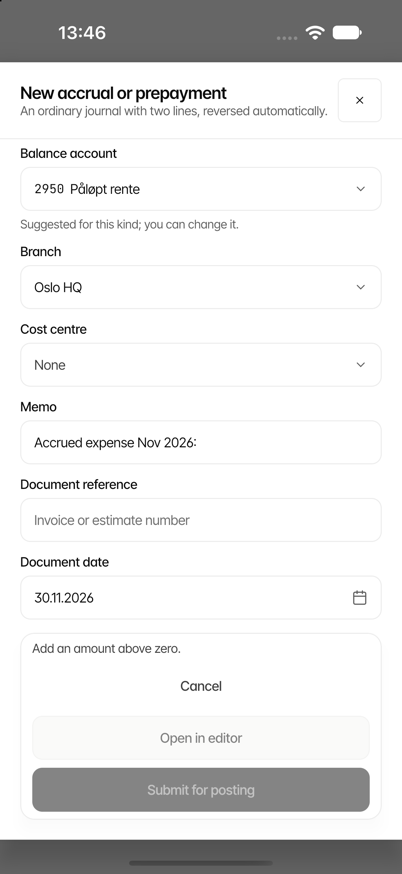 13:46
New accrual or prepayment
An ordinary journal with two lines, reversed automatically.
Balance account
2950 Påløpt rente
Suggested for this kind; you can change it.
Branch
Oslo HQ
Cost centre
None
Memo
Accrued expense Nov 2026:
Document reference
Invoice or estimate number
Document date
30.11.2026
Add an amount above zero.
Cancel
Open in editor
Submit for posting